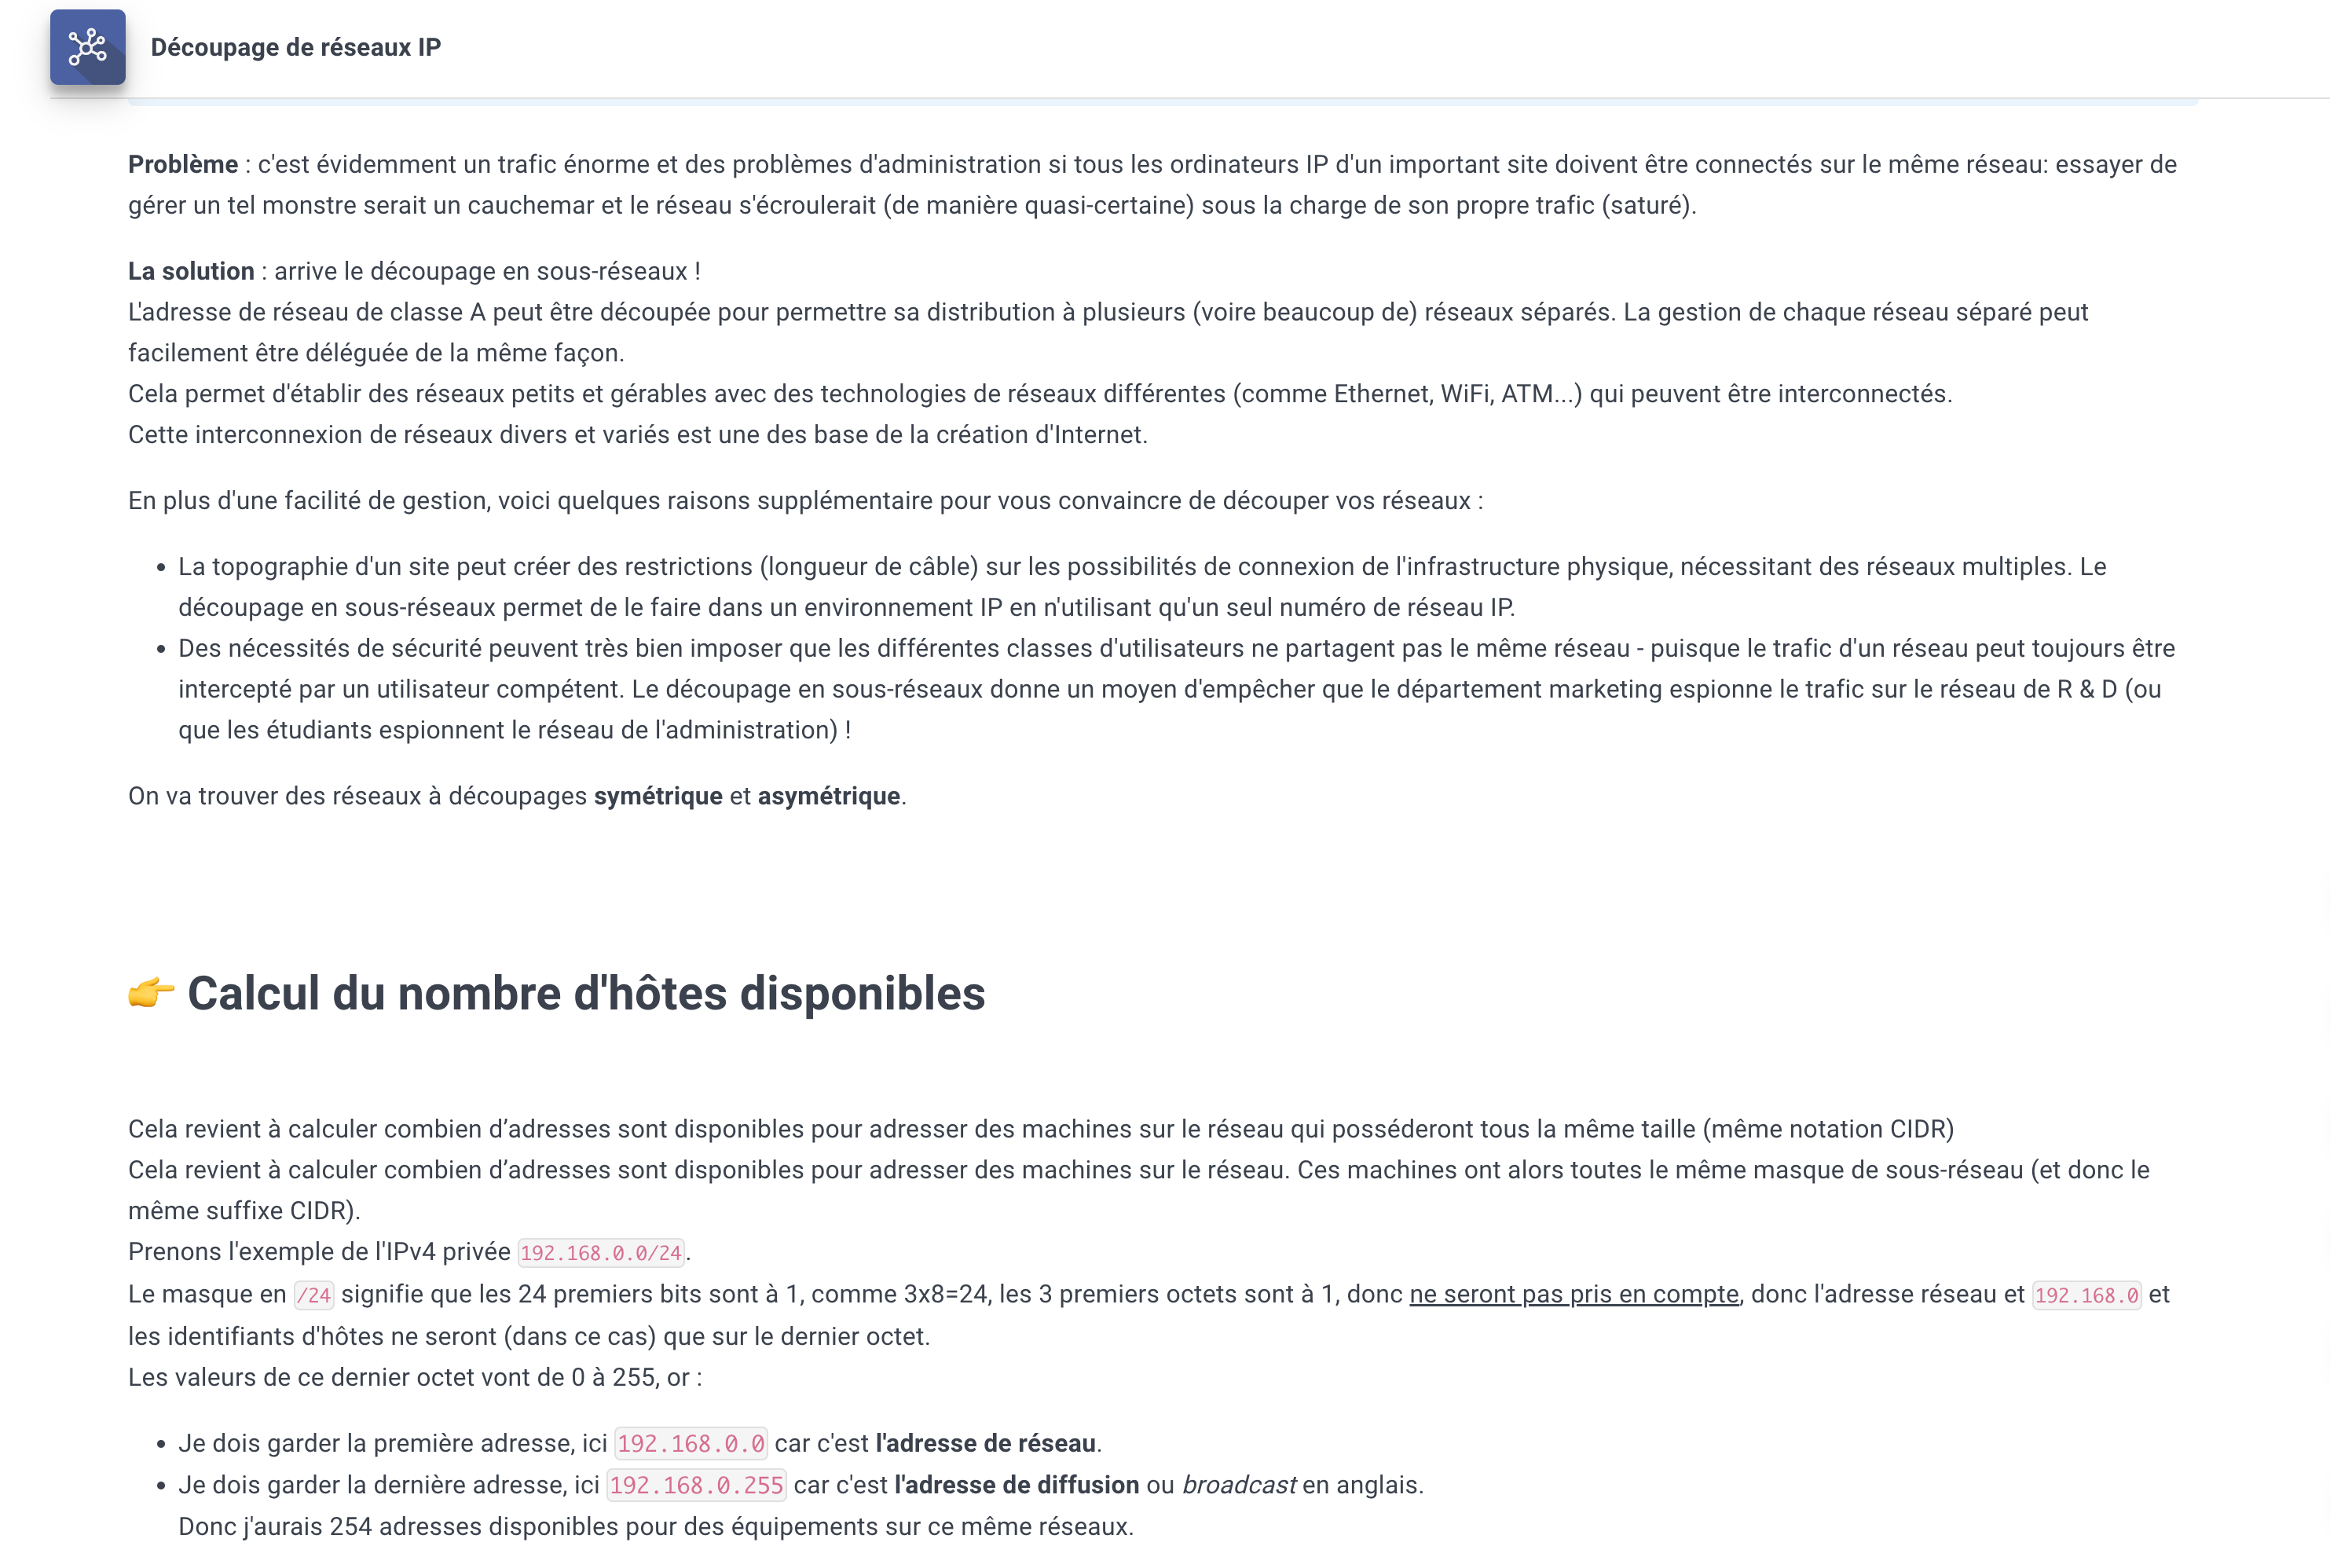 Découpage de réseaux IP
Problème : c'est évidemment un trafic énorme et des problèmes d'administration si tous les ordinateurs IP d'un important site doivent être connectés sur le même réseau: essayer de
gérer un tel monstre serait un cauchemar et le réseau s'écroulerait (de manière quasi-certaine) sous la charge de son propre trafic (saturé).
La solution : arrive le découpage en sous-réseaux !
L'adresse de réseau de classe A peut être découpée pour permettre sa distribution à plusieurs (voire beaucoup de) réseaux séparés. La gestion de chaque réseau séparé peut
facilement être déléguée de la même façon.
Cela permet d'établir des réseaux petits et gérables avec des technologies de réseaux différentes (comme Ethernet, WiFi, ATM...) qui peuvent être interconnectés.
Cette interconnexion de réseaux divers et variés est une des base de la création d'Internet.
En plus d'une facilité de gestion, voici quelques raisons supplémentaire pour vous convaincre de découper vos réseaux :
• La topographie d'un site peut créer des restrictions (longueur de câble) sur les possibilités de connexion de l'infrastructure physique, nécessitant des réseaux multiples. Le
découpage en sous-réseaux permet de le faire dans un environnement IP en n'utilisant qu'un seul numéro de réseau IP.
• Des nécessités de sécurité peuvent très bien imposer que les différentes classes d'utilisateurs ne partagent pas le même réseau - puisque le trafic d'un réseau peut toujours être
intercepté par un utilisateur compétent. Le découpage en sous-réseaux donne un moyen d'empêcher que le département marketing espionne le trafic sur le réseau de R & D (ou
que les étudiants espionnent le réseau de l'administration) !
On va trouver des réseaux à découpages symétrique et asymétrique.
👉 Calcul du nombre d'hôtes disponibles
Cela revient à calculer combien d’adresses sont disponibles pour adresser des machines sur le réseau qui posséderont tous la même taille (même notation CIDR)
Cela revient à calculer combien d’adresses sont disponibles pour adresser des machines sur le réseau. Ces machines ont alors toutes le même masque de sous-réseau (et donc le
même suffixe CIDR).
Prenons l'exemple de l'IPv4 privée 192.168.0.0/24.
Le masque en /24 signifie que les 24 premiers bits sont à 1, comme 3x8=24, les 3 premiers octets sont à 1, donc ne seront pas pris en compte, donc l'adresse réseau et 192.168.0 et
les identifiants d'hôtes ne seront (dans ce cas) que sur le dernier octet.
Les valeurs de ce dernier octet vont de 0 à 255, or :
• Je dois garder la première adresse, ici 192.168.0.0 car c'est l'adresse de réseau.
• Je dois garder la dernière adresse, ici 192.168.0.255 car c'est l'adresse de diffusion ou broadcast en anglais.
Donc j'aurais 254 adresses disponibles pour des équipements sur ce même réseaux.